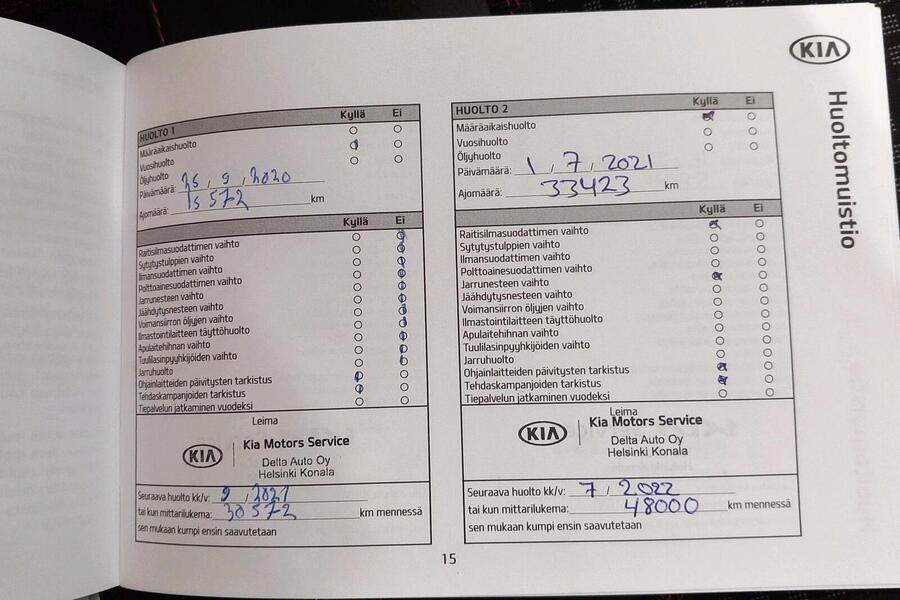 KIA
Huoltomuistio
HUOLTO 1 Kyllä Ei
Määräaikaishuolto
Vuosihuolto
Öljyhuolto
Päivämäärä: 25 , 9 , 2020
Ajomäärä: 15 572 km
Kyllä Ei
Raitisilmasuodattimen vaihto
Sytytystulppien vaihto
Ilmansuodattimen vaihto
Polttoainesuodattimen vaihto
Jarrunesteen vaihto
Jäähdytysnesteen vaihto
Voimansiirron öljyjen vaihto
Ilmastointilaitteen täyttöhuolto
Apulaitehihnan vaihto
Tuulilasinpyyhkijöiden vaihto
Jarruhuolto
Ohjainlaitteiden päivitysten tarkistus
Tehdaskampanjoiden tarkistus
Tiepalvelun jatkaminen vuodeksi
Leima
KIA Kia Motors Service
Delta Auto Oy
Helsinki Konala
Seuraava huolto kk/v: 9 , 2021
tai kun mittarilukema: 30572 km mennessä
sen mukaan kumpi ensin saavutetaan
HUOLTO 2 Kyllä Ei
Määräaikaishuolto
Vuosihuolto
Öljyhuolto
Päivämäärä: 1 , 7 , 2021
Ajomäärä: 33423 km
Kyllä Ei
Raitisilmasuodattimen vaihto
Sytytystulppien vaihto
Ilmansuodattimen vaihto
Polttoainesuodattimen vaihto
Jarrunesteen vaihto
Jäähdytysnesteen vaihto
Voimansiirron öljyjen vaihto
Ilmastointilaitteen täyttöhuolto
Apulaitehihnan vaihto
Tuulilasinpyyhkijöiden vaihto
Jarruhuolto
Ohjainlaitteiden päivitysten tarkistus
Tehdaskampanjoiden tarkistus
Tiepalvelun jatkaminen vuodeksi
Leima
KIA Kia Motors Service
Delta Auto Oy
Helsinki Konala
Seuraava huolto kk/v: 7 , 2022
tai kun mittarilukema: 48000 km mennessä
sen mukaan kumpi ensin saavutetaan
15